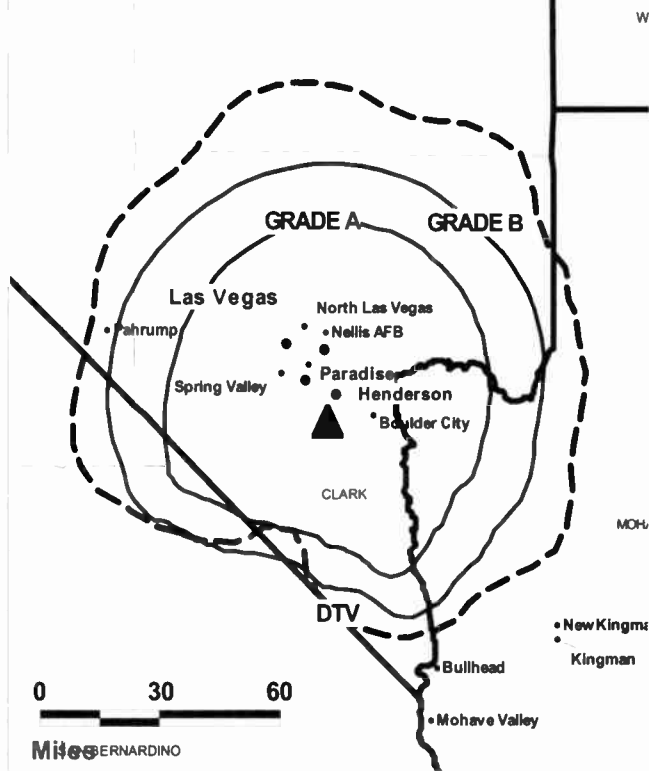 W
GRADE A
GRADE B
Las Vegas
North Las Vegas
Nellis AFB
Pahrump
Paradise
Spring Valley
Henderson
Boulder City
CLARK
MOHA
DTV
New Kingma
Kingman
Bullhead
0 30 60
Mohave Valley
Miles
BERNARDINO